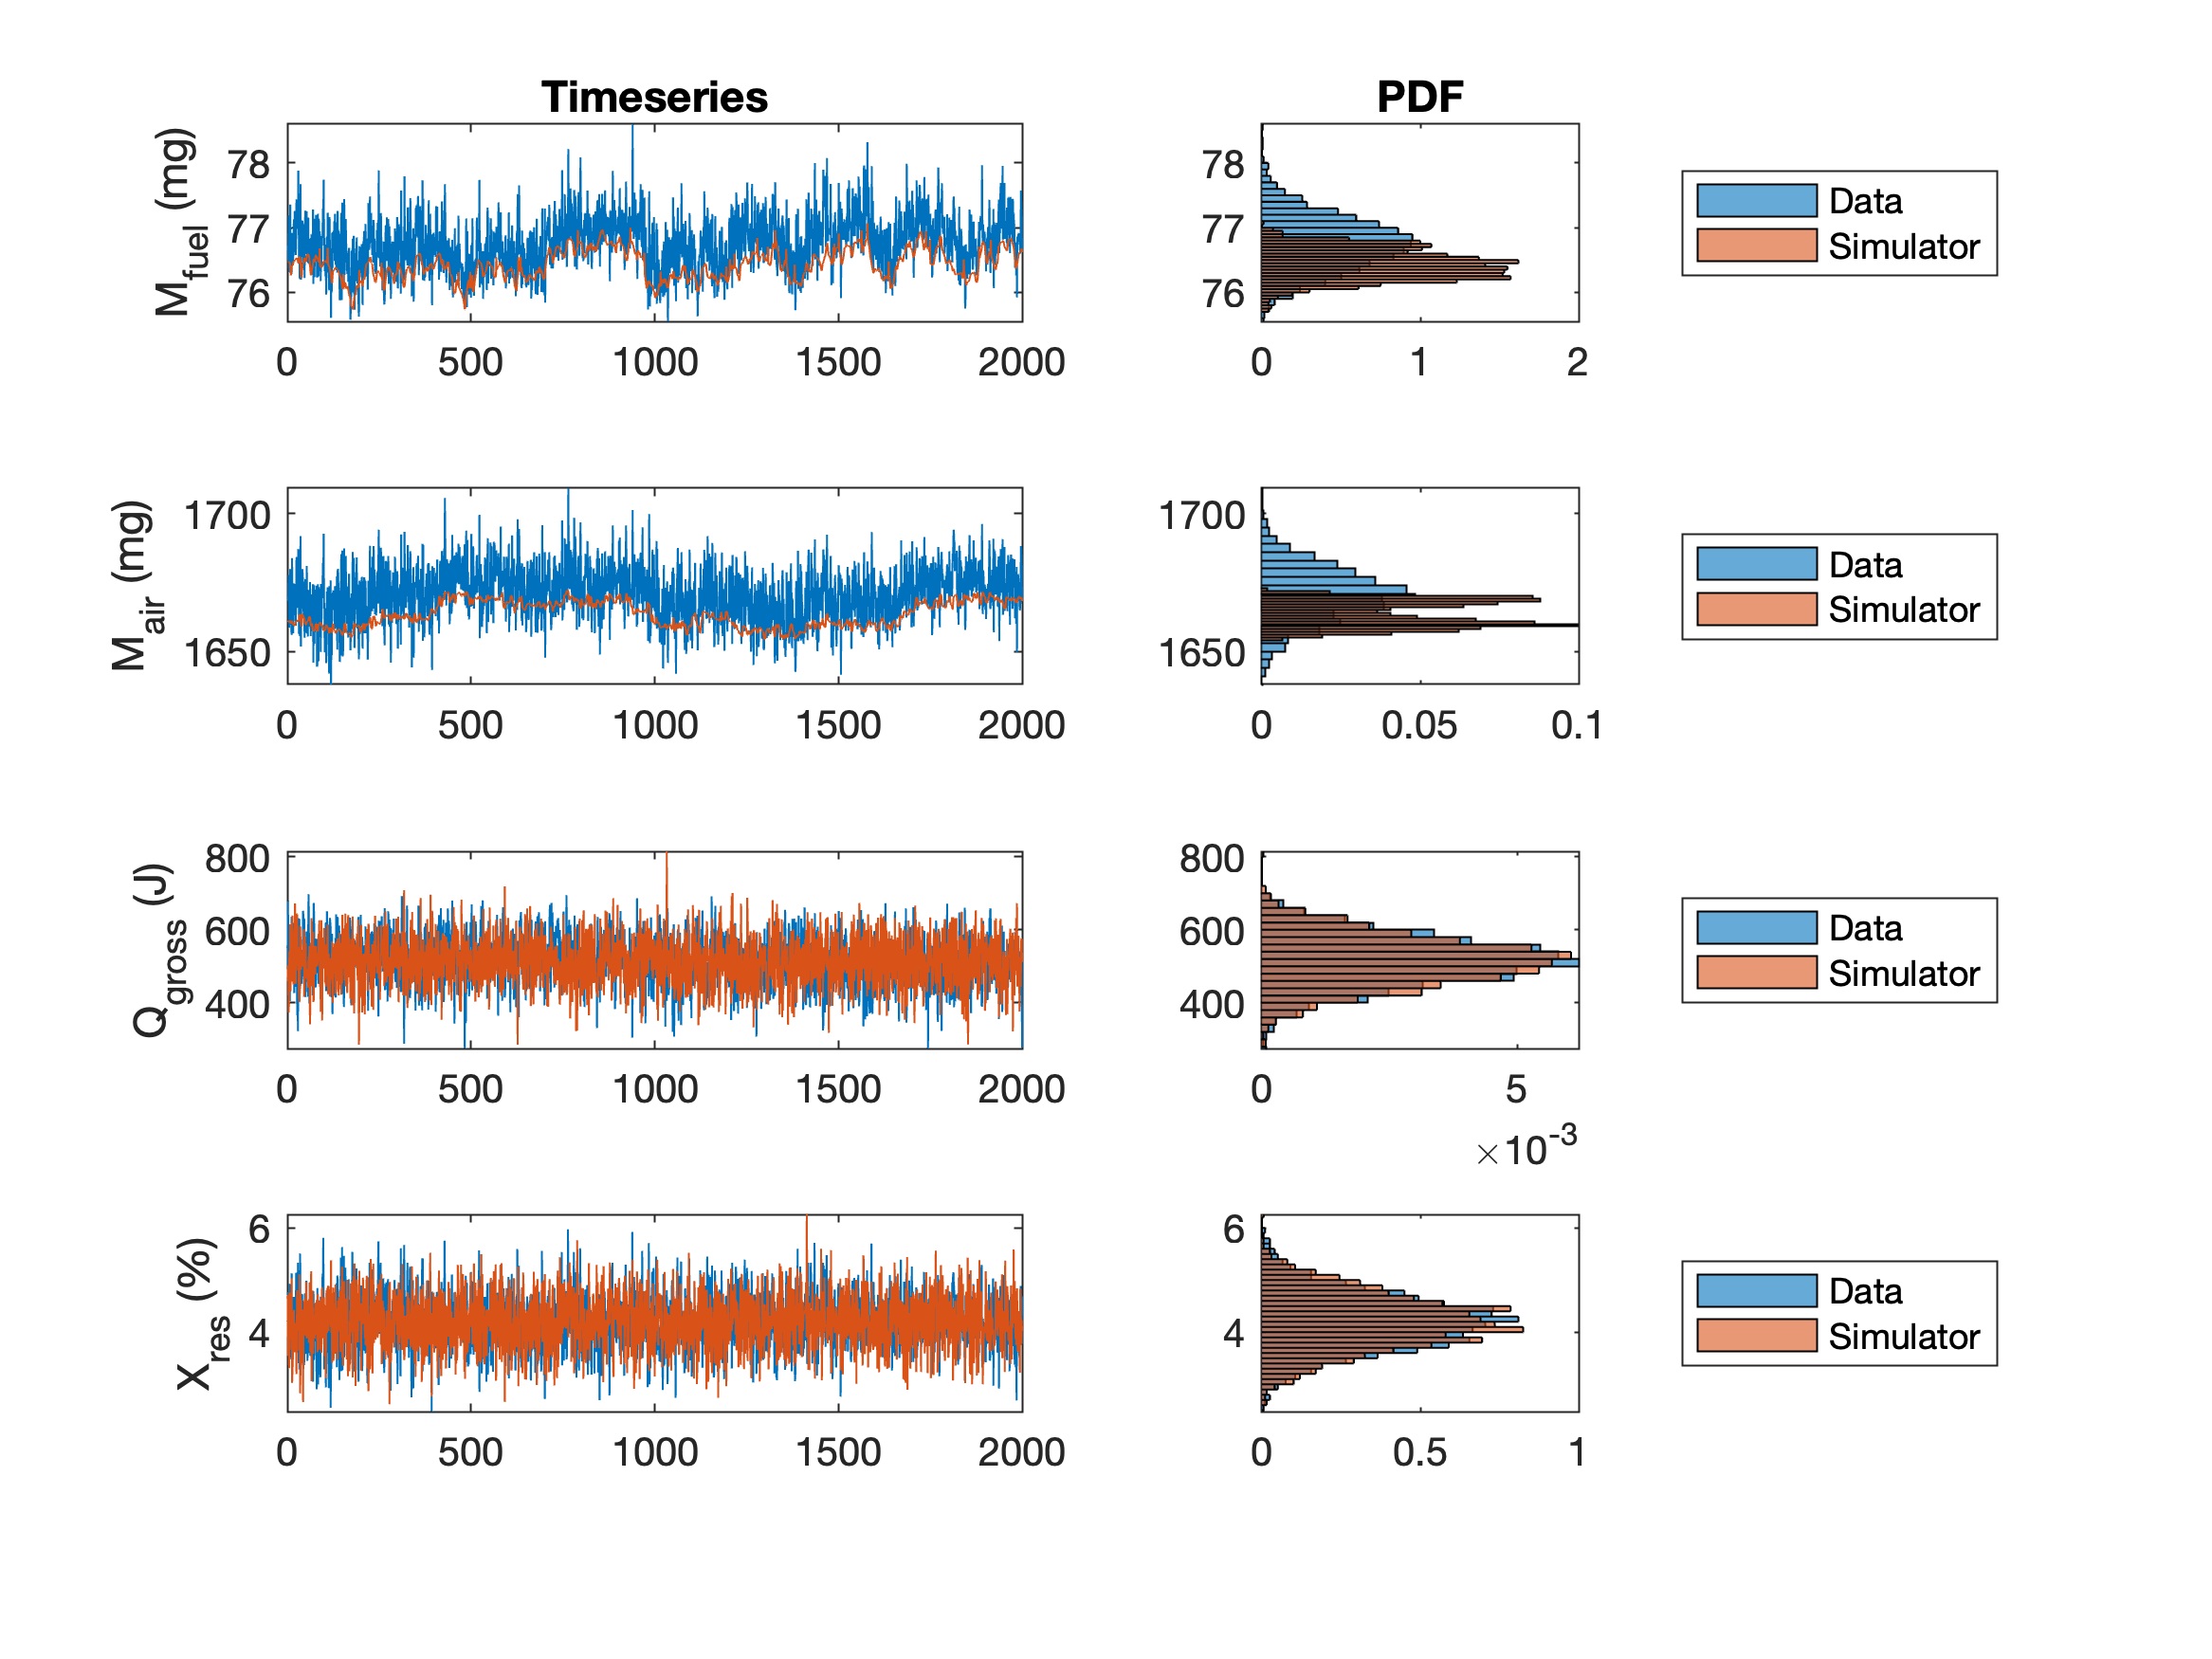 Timeseries
PDF
M_fuel (mg)
78
77
76
0 500 1000 1500 2000
78
77
76
0 1 2
Data
Simulator
M_air (mg)
1700
1650
0 500 1000 1500 2000
1700
1650
0 0.05 0.1
Data
Simulator
Q_gross (J)
800
600
400
0 500 1000 1500 2000
800
600
400
0 5
×10^-3
Data
Simulator
X_res (%)
6
4
0 500 1000 1500 2000
6
4
0 0.5 1
Data
Simulator